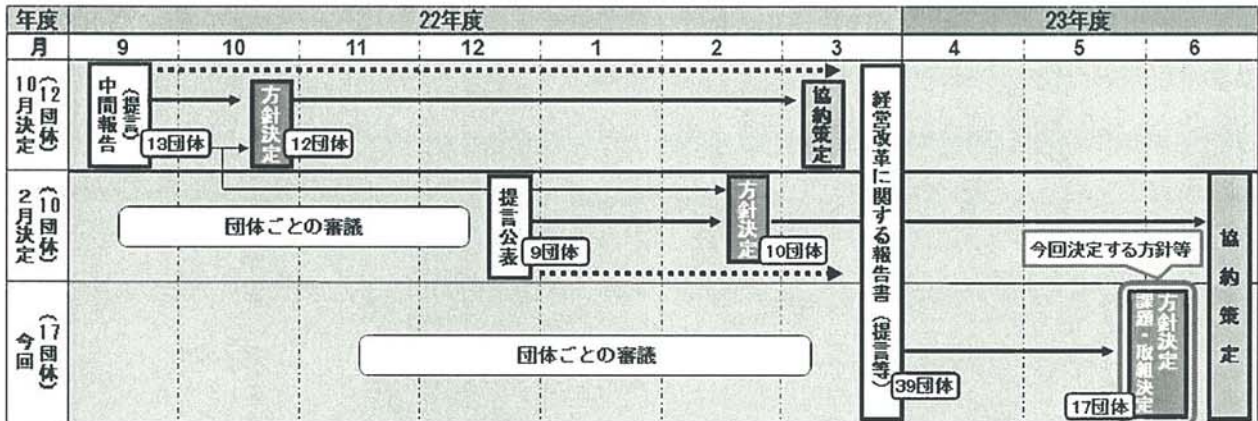 年度 22年度 23年度
月 9 10 11 12 1 2 3 4 5 6
10月決定(12団体)
中間報告(提言)
13団体
方針決定
12団体
協約策定
経営改革に関する報告書(提言等)
39団体
2月決定(10団体)
団体ごとの審議
提言公表
9団体
方針決定
10団体
今回決定する方針等
協約策定
今回(17団体)
団体ごとの審議
方針決定
課題・取組決定
17団体